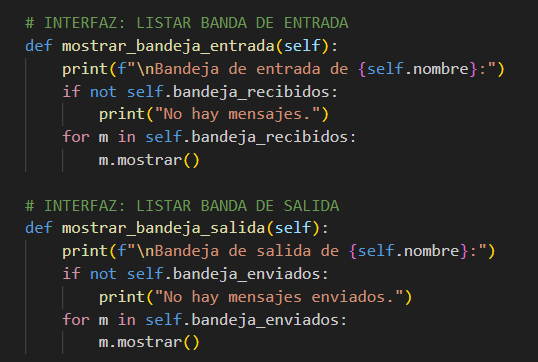 # INTERFAZ: LISTAR BANDA DE ENTRADA
def mostrar_bandeja_entrada(self):
    print(f"\nBandeja de entrada de {self.nombre}:")
    if not self.bandeja_recibidos:
        print("No hay mensajes.")
    for m in self.bandeja_recibidos:
        m.mostrar()

# INTERFAZ: LISTAR BANDA DE SALIDA
def mostrar_bandeja_salida(self):
    print(f"\nBandeja de salida de {self.nombre}:")
    if not self.bandeja_enviados:
        print("No hay mensajes enviados.")
    for m in self.bandeja_enviados:
        m.mostrar()